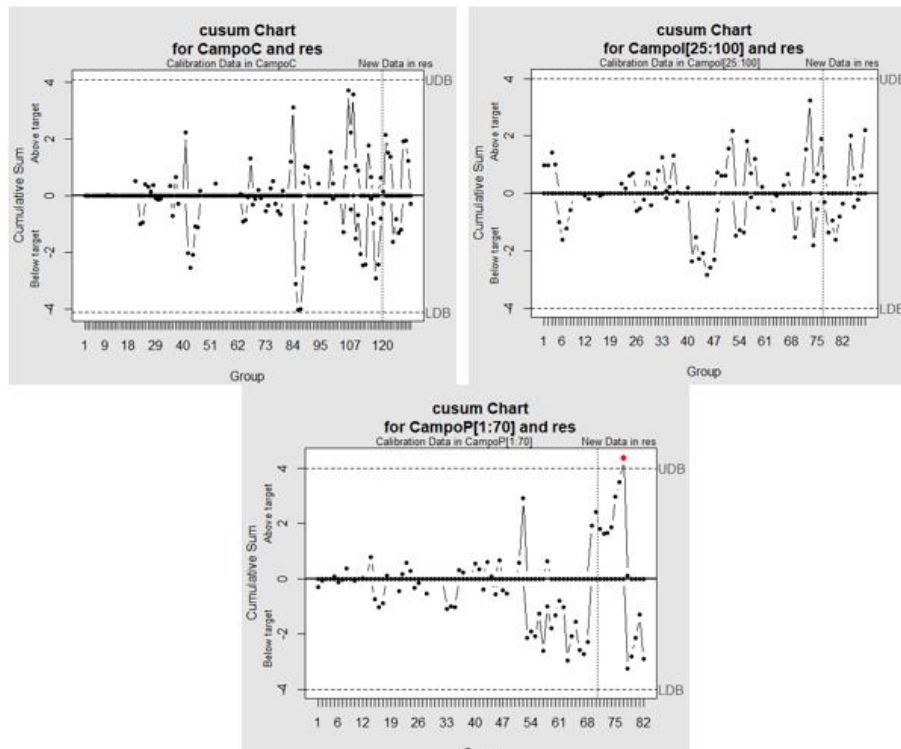 cusum Chart
for CampoC and res
Calibration Data in CampoC New Data in res
UDB
LDB
Cumulative Sum
Above target
Below target
4
2
0
-2
-4
1 9 18 29 40 51 62 73 84 95 107 120
Group
cusum Chart
for CampoI[25:100] and res
Calibration Data in CampoI[25:100] New Data in res
UDB
LDB
Cumulative Sum
Above target
Below target
4
2
0
-2
-4
1 6 12 19 26 33 40 47 54 61 68 75 82
Group
cusum Chart
for CampoP[1:70] and res
Calibration Data in CampoP[1:70] New Data in res
UDB
LDB
Cumulative Sum
Above target
Below target
4
2
0
-2
-4
1 6 12 19 26 33 40 47 54 61 68 75 82